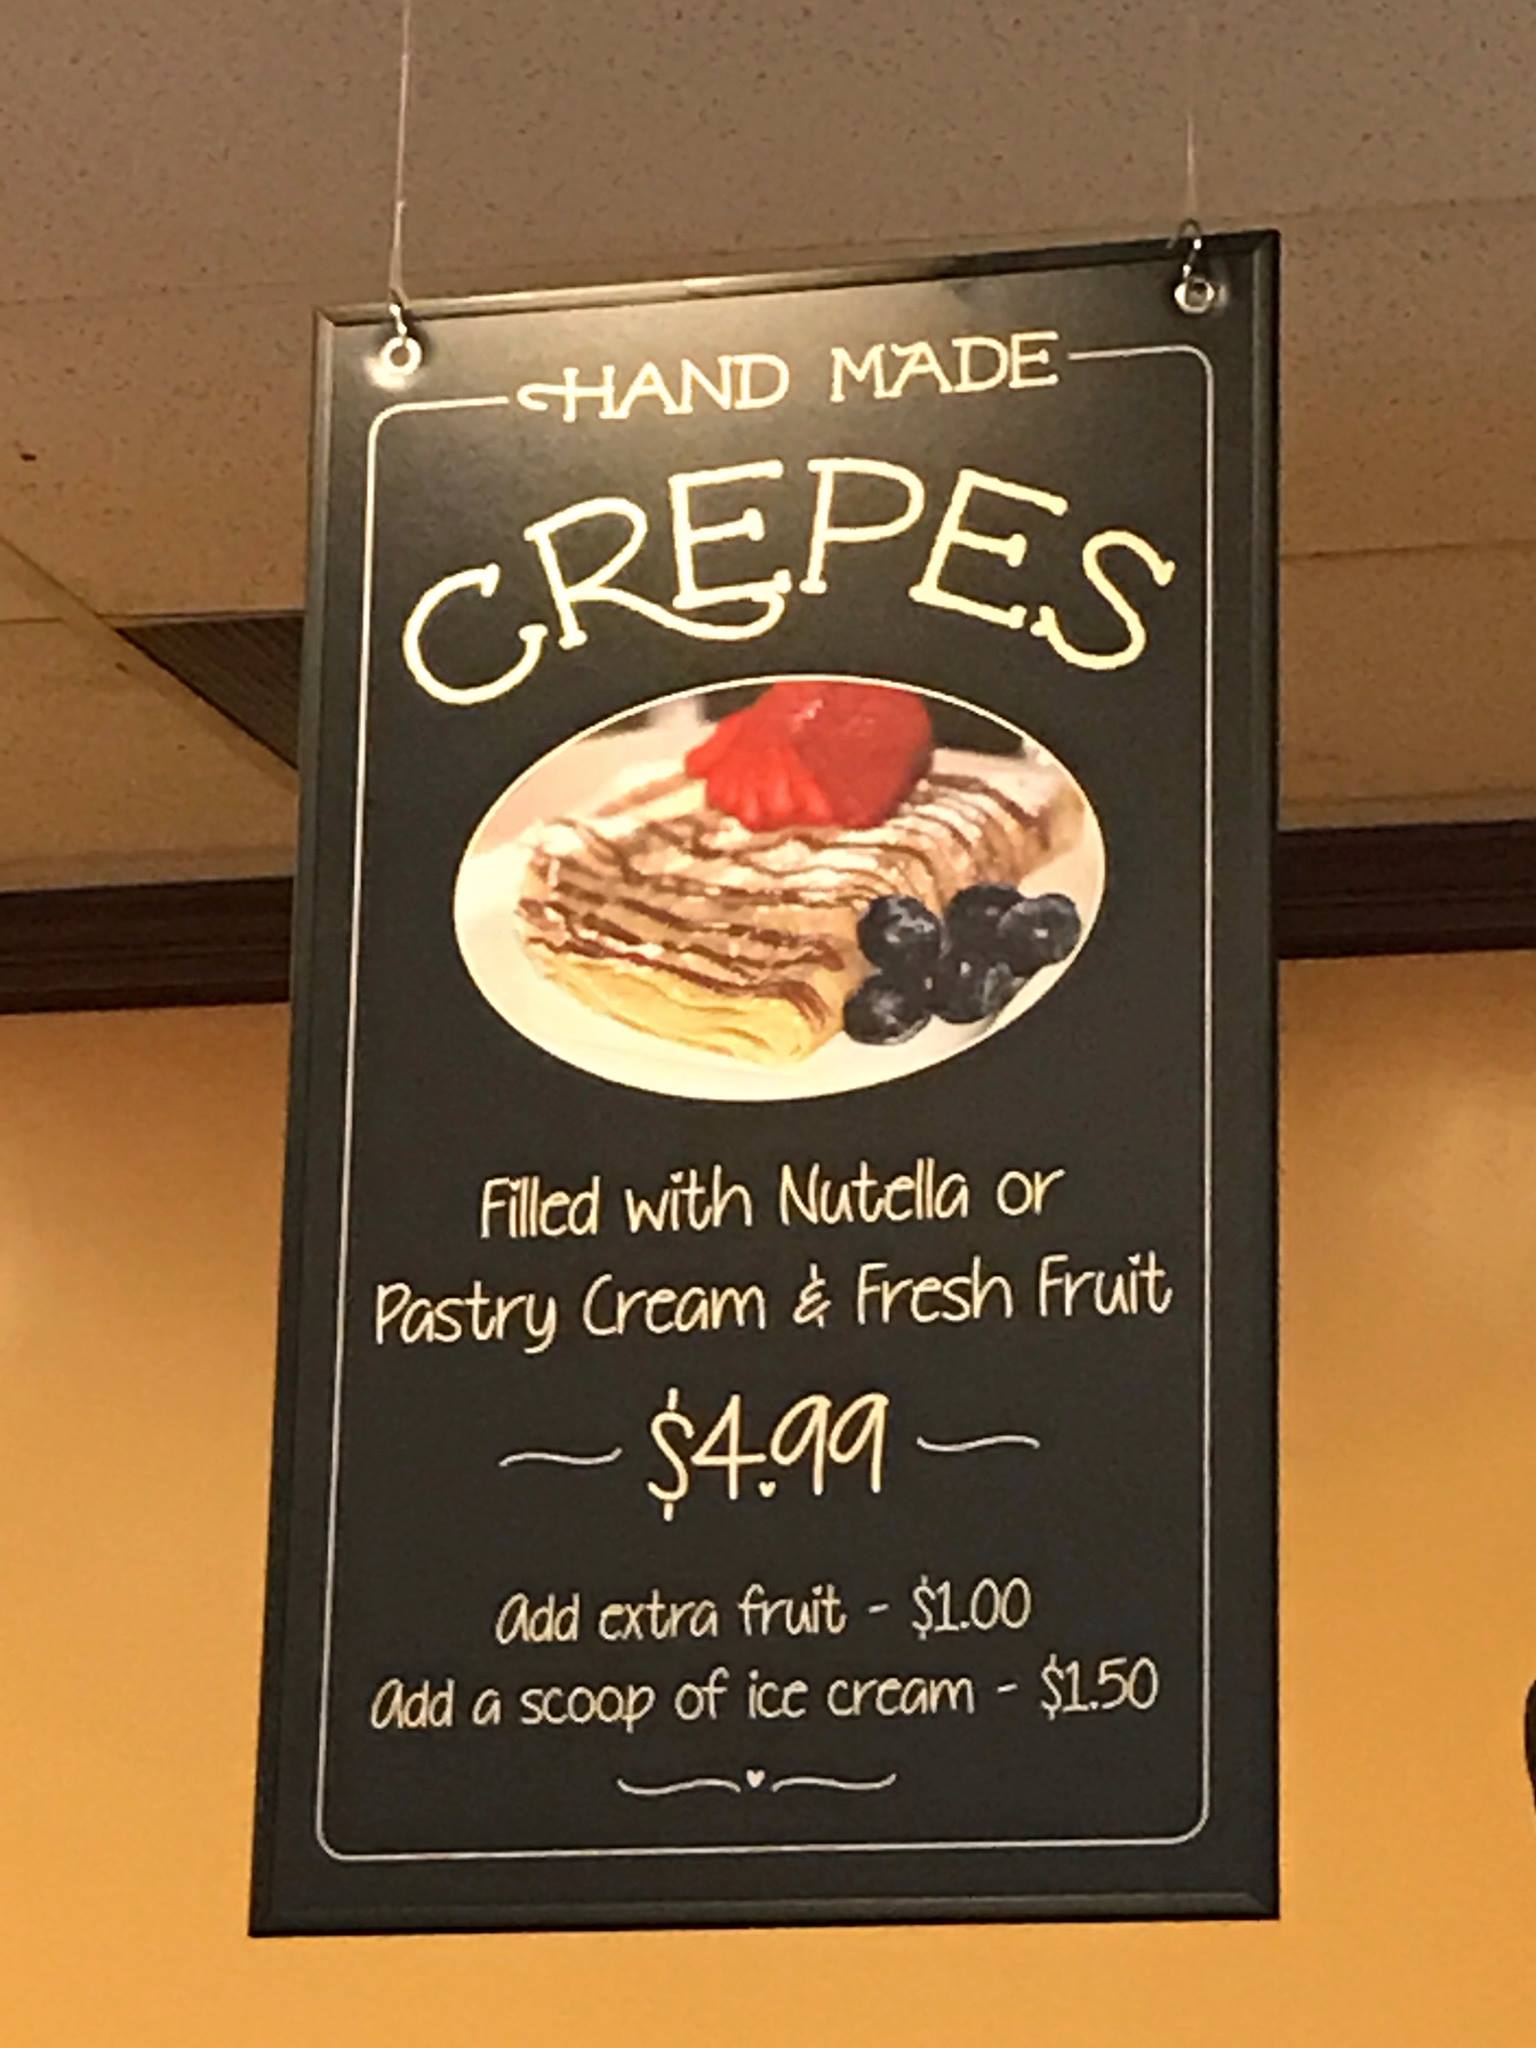 HAND MADE
CREPES
Filled with Nutella or
Pastry Cream & Fresh Fruit
$4.99
add extra fruit - $1.00
add a scoop of ice cream - $1.50